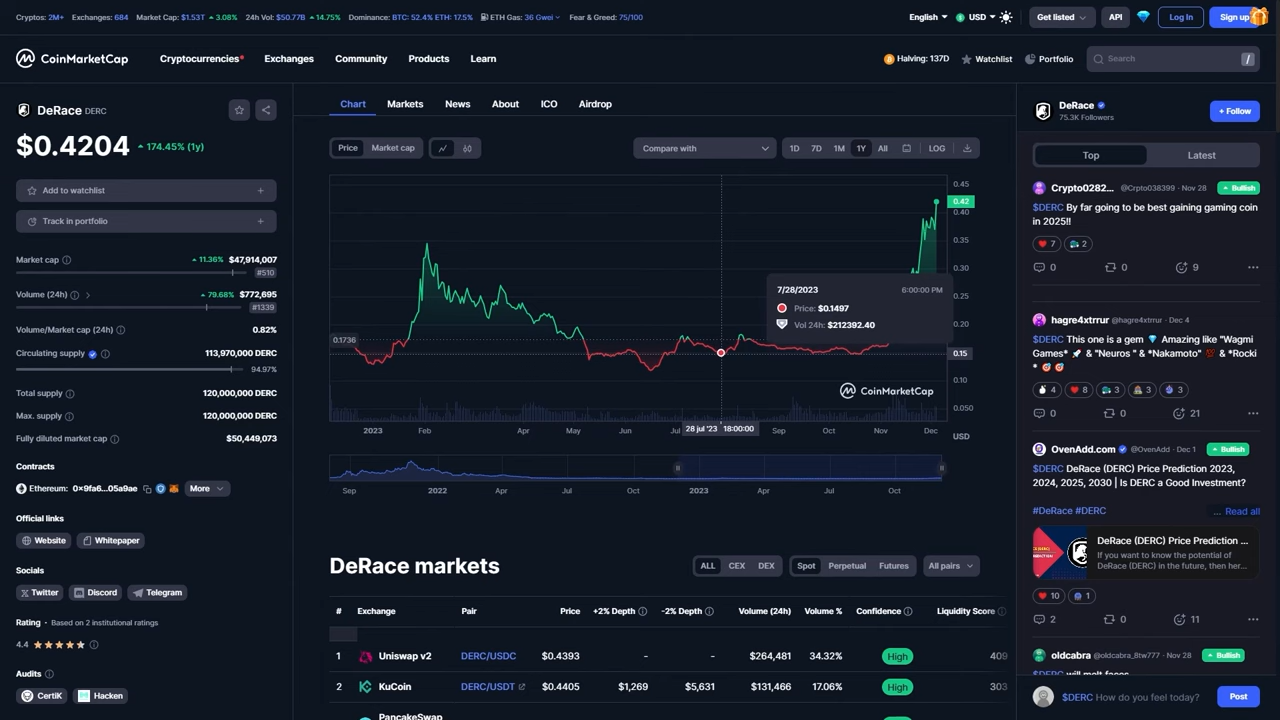 Cryptos: 2M+ Exchanges: 684 Market Cap: $1.53T 3.08% 24h Vol: $50.77B 14.75% Dominance: BTC: 52.4% ETH: 17.5% ETH Gas: 36 Gwei Fear & Greed: 75/100
English USD Get listed API Log In Sign up
CoinMarketCap Cryptocurrencies Exchanges Community Products Learn
Halving: 137D Watchlist Portfolio Search /
DeRace DERC
$0.4204 174.45% (1y)
Add to watchlist +
Track in portfolio +
Market cap 11.36% $47,914,007
#510
Volume (24h) 79.68% $772,695
#1339
Volume/Market cap (24h) 0.82%
Circulating supply 113,970,000 DERC
94.97%
Total supply 120,000,000 DERC
Max. supply 120,000,000 DERC
Fully diluted market cap $50,449,073
Contracts
Ethereum: 0x9fa6...05a9ae More
Official links
Website Whitepaper
Socials
Twitter Discord Telegram
Rating • Based on 2 institutional ratings
4.4
Audits
CertiK Hacken
Chart Markets News About ICO Airdrop
Price Market cap
Compare with
1D 7D 1M 1Y All LOG
0.45
0.42
0.40
0.35
0.30
0.25
0.20
0.15
0.10
0.050
USD
0.1736
7/28/2023 6:00:00 PM
Price: $0.1497
Vol 24h: $212392.40
CoinMarketCap
2023 Feb Apr May Jun Jul 28 jul '23 18:00:00 Sep Oct Nov Dec
Sep 2022 Apr Jul Oct 2023 Apr Jul Oct
DeRace markets
ALL CEX DEX Spot Perpetual Futures All pairs
# Exchange Pair Price +2% Depth -2% Depth Volume (24h) Volume % Confidence Liquidity Score
1 Uniswap v2 DERC/USDC $0.4393 - - $264,481 34.32% High 409
2 KuCoin DERC/USDT $0.4405 $1,269 $5,631 $131,466 17.06% High 303
PancakeSwap
DeRace
75.3K Followers
+ Follow
Top Latest
Crypto0282... @Crpto038399 · Nov 28 Bullish
$DERC By far going to be best gaining gaming coin
in 2025!!
7 2
0 0 9
hagre4xtrrur @hagre4xtrrur · Dec 4
$DERC This one is a gem Amazing like "Wagmi
Games" & "Neuros " & *Nakamoto" & *Rocki
*
4 8 3 3 3
0 0 21
OvenAdd.com @OvenAdd · Dec 1 Bullish
$DERC DeRace (DERC) Price Prediction 2023,
2024, 2025, 2030 | Is DERC a Good Investment?
#DeRace #DERC ... Read all
DeRace (DERC) Price Prediction ...
If you want to know the potential of
DeRace (DERC) in the future, then her...
10 1
2 0 11
oldcabra @oldcabra_8tw777 · Nov 28 Bullish
$DERC will melt faces
$DERC How do you feel today? Post